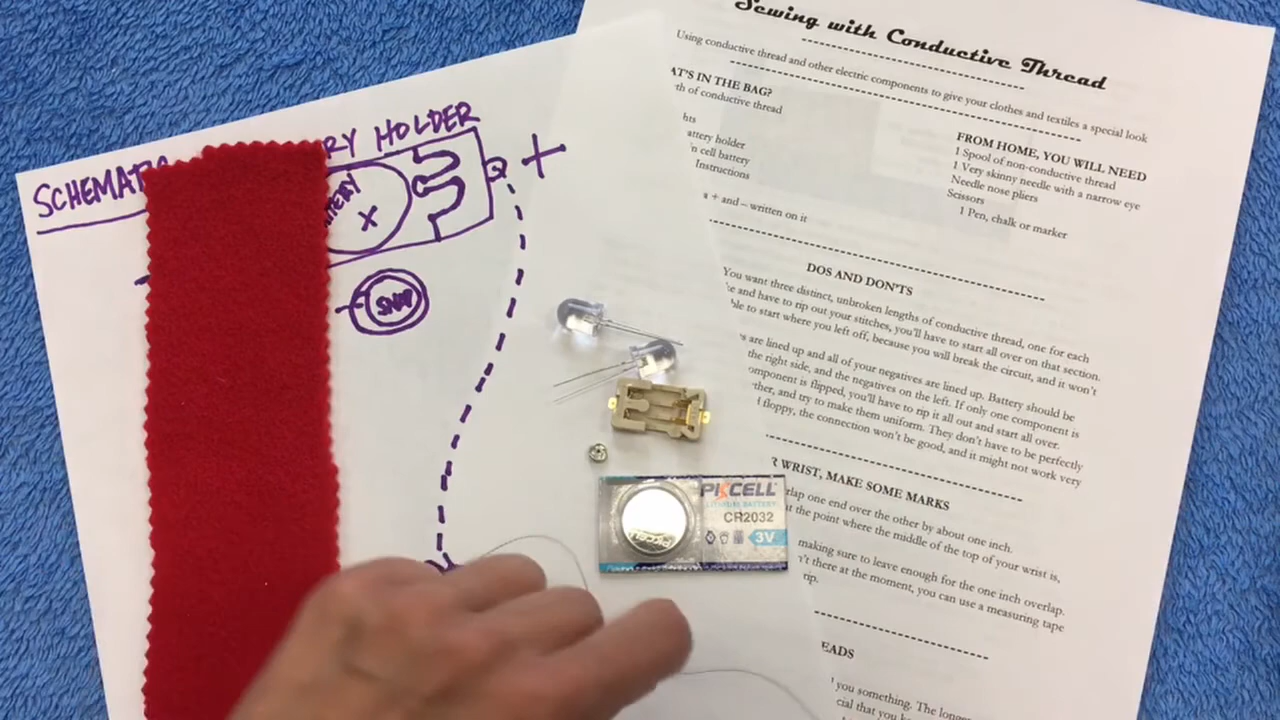 SCHEMAT
RY HOLDER
TERY
X
+
SNAP
Sewing with Conductive Thread
Using conductive thread and other electric components to give your clothes and textiles a special look
AT'S IN THE BAG?
th of conductive thread
hts
attery holder
n cell battery
Instructions
a + and – written on it
FROM HOME, YOU WILL NEED
1 Spool of non-conductive thread
1 Very skinny needle with a narrow eye
Needle nose pliers
Scissors
1 Pen, chalk or marker
DOS AND DON'TS
You want three distinct, unbroken lengths of conductive thread, one for each
ke and have to rip out your stitches, you'll have to start all over on that section.
ble to start where you left off, because you will break the circuit, and it won't
s are lined up and all of your negatives are lined up. Battery should be
the right side, and the negatives on the left. If only one component is
omponent is flipped, you'll have to rip it all out and start all over.
ther, and try to make them uniform. They don't have to be perfectly
floppy, the connection won't be good, and it might not work very
R WRIST, MAKE SOME MARKS
rlap one end over the other by about one inch.
at the point where the middle of the top of your wrist is,
making sure to leave enough for the one inch overlap.
't there at the moment, you can use a measuring tape
rip.
EADS
you something. The longe
cial that you k
PKCELL
LITHIUM BATTERY
CR2032
3V
PKCELL